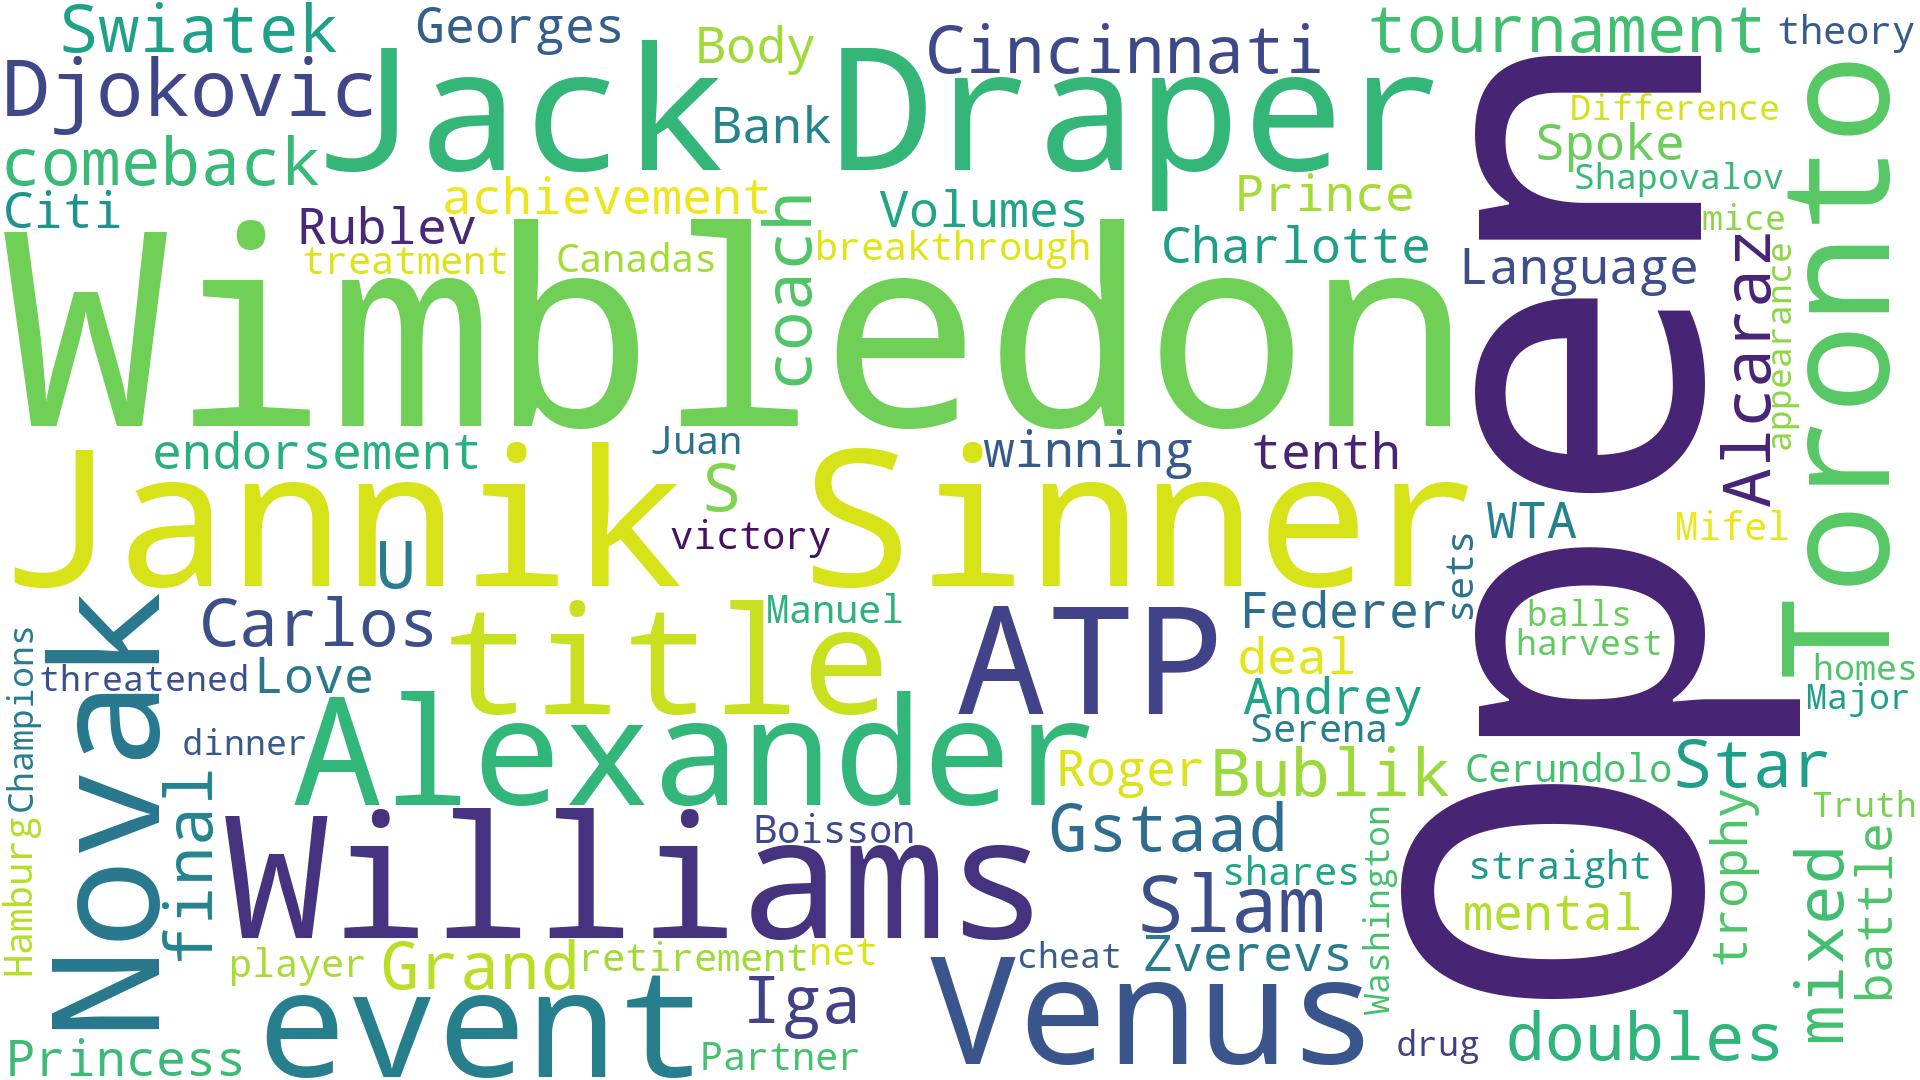 Swiatek
Georges
Body
Cincinnati
tournament
theory
Djokovic
Jack Draper
Bank
Difference
Spoke
comeback
Shapovalov
Citi
Rublev
achievement
coach
Volumes
Prince
mice
treatment
Canadas
breakthrough
Charlotte
Language
Alcaraz
appearance
Toronto
Wimbledon
Open
endorsement
Juan
winning
tenth
S
Jannik Sinner
victory
U
sets
WTA
Mifel
Novak
Carlos
title
Manuel
ATP
Federer
balls
harvest
Champions
threatened
Love
deal
Andrey
homes
Major
dinner
Alexander
Serena
Roger
Bublik
Cerundolo
Star
final
Williams
Boisson
Gstaad
Truth
Hamburg
shares
Slam
Washington
straight
mental
trophy
mixed
battle
player
Grand
retirement
net
cheat
Zverevs
event
Iga
Venus
Princess
Partner
drug
doubles